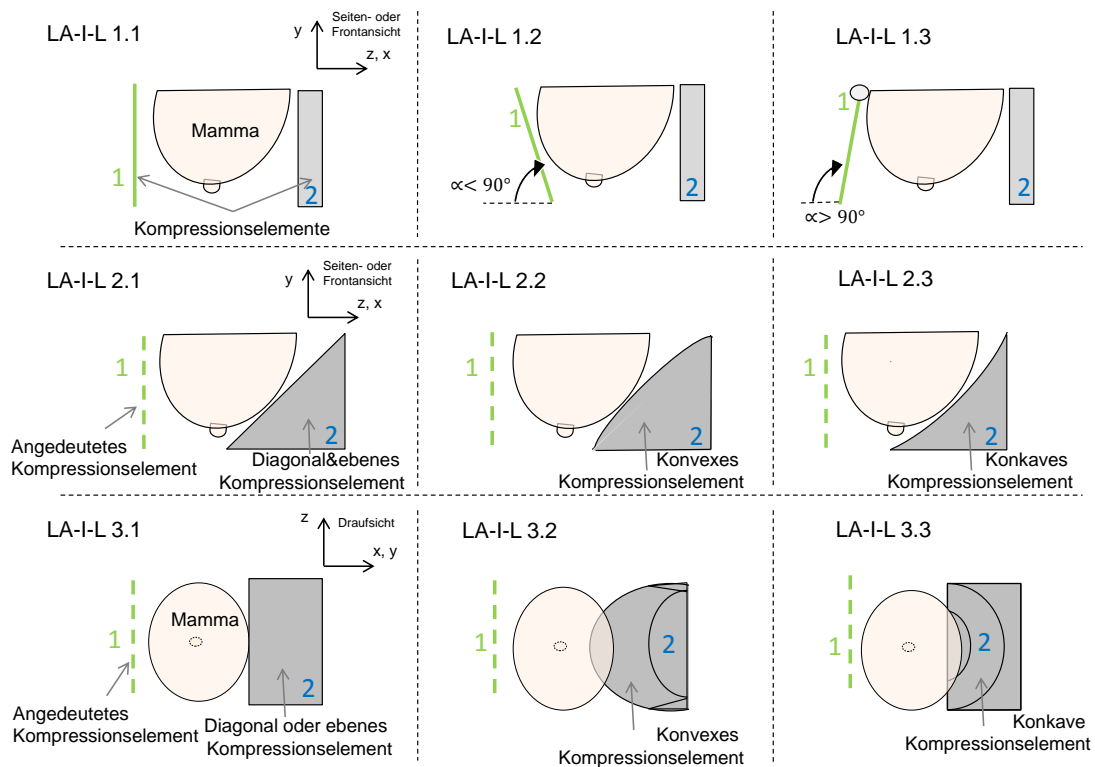 LA-I-L 1.1
Seiten- oder
Frontansicht
y
z, x
1
Mamma
2
Kompressionselemente
LA-I-L 1.2
1
∝< 90°
2
LA-I-L 1.3
1
∝> 90°
2
LA-I-L 2.1
Seiten- oder
Frontansicht
y
z, x
1
2
Angedeutetes
Kompressionselement
Diagonal&ebenes
Kompressionselement
LA-I-L 2.2
1
2
Konvexes
Kompressionselement
LA-I-L 2.3
1
2
Konkaves
Kompressionselement
LA-I-L 3.1
z
Draufsicht
x, y
Mamma
1
2
Angedeutetes
Kompressionselement
Diagonal oder ebenes
Kompressionselement
LA-I-L 3.2
1
2
Konvexes
Kompressionselement
LA-I-L 3.3
1
2
Konkave
Kompressionselement